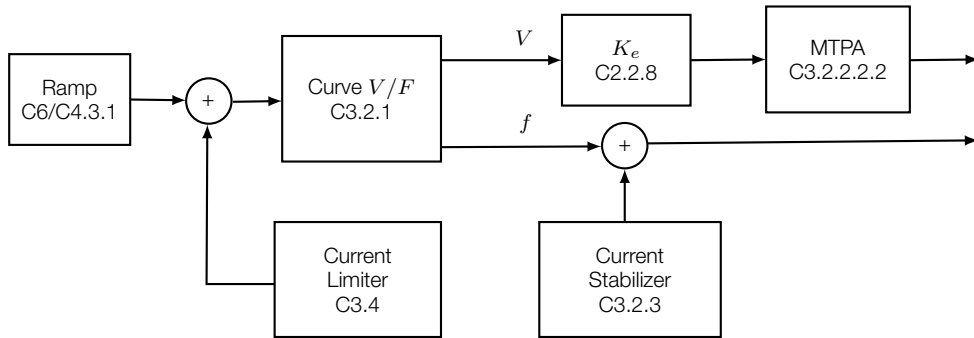 Ramp
C6/C4.3.1
+
Curve V/F
C3.2.1
V
K_e
C2.2.8
MTPA
C3.2.2.2.2
f
+
Current
Limiter
C3.4
Current
Stabilizer
C3.2.3